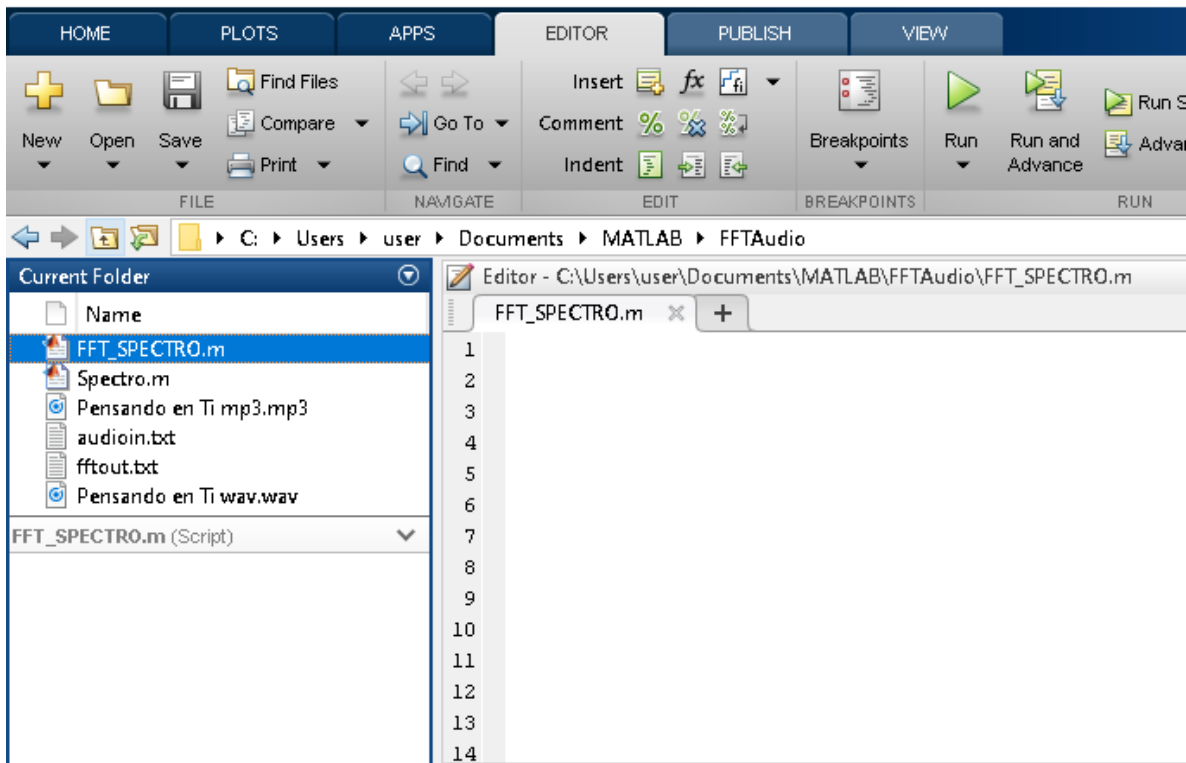 HOME PLOTS APPS EDITOR PUBLISH VIEW
Find Files Insert fx fi
New Open Save Compare Go To Comment Breakpoints Run Run and Advance Run S
Print Find Indent Adva
FILE NAVIGATE EDIT BREAKPOINTS RUN
C: Users user Documents MATLAB FFTAudio
Current Folder
Name
FFT_SPECTRO.m
Spectro.m
Pensando en Ti mp3.mp3
audioin.txt
fftout.txt
Pensando en Ti wav.wav
FFT_SPECTRO.m (Script)
Editor - C:\Users\user\Documents\MATLAB\FFTAudio\FFT_SPECTRO.m
FFT_SPECTRO.m
1
2
3
4
5
6
7
8
9
10
11
12
13
14